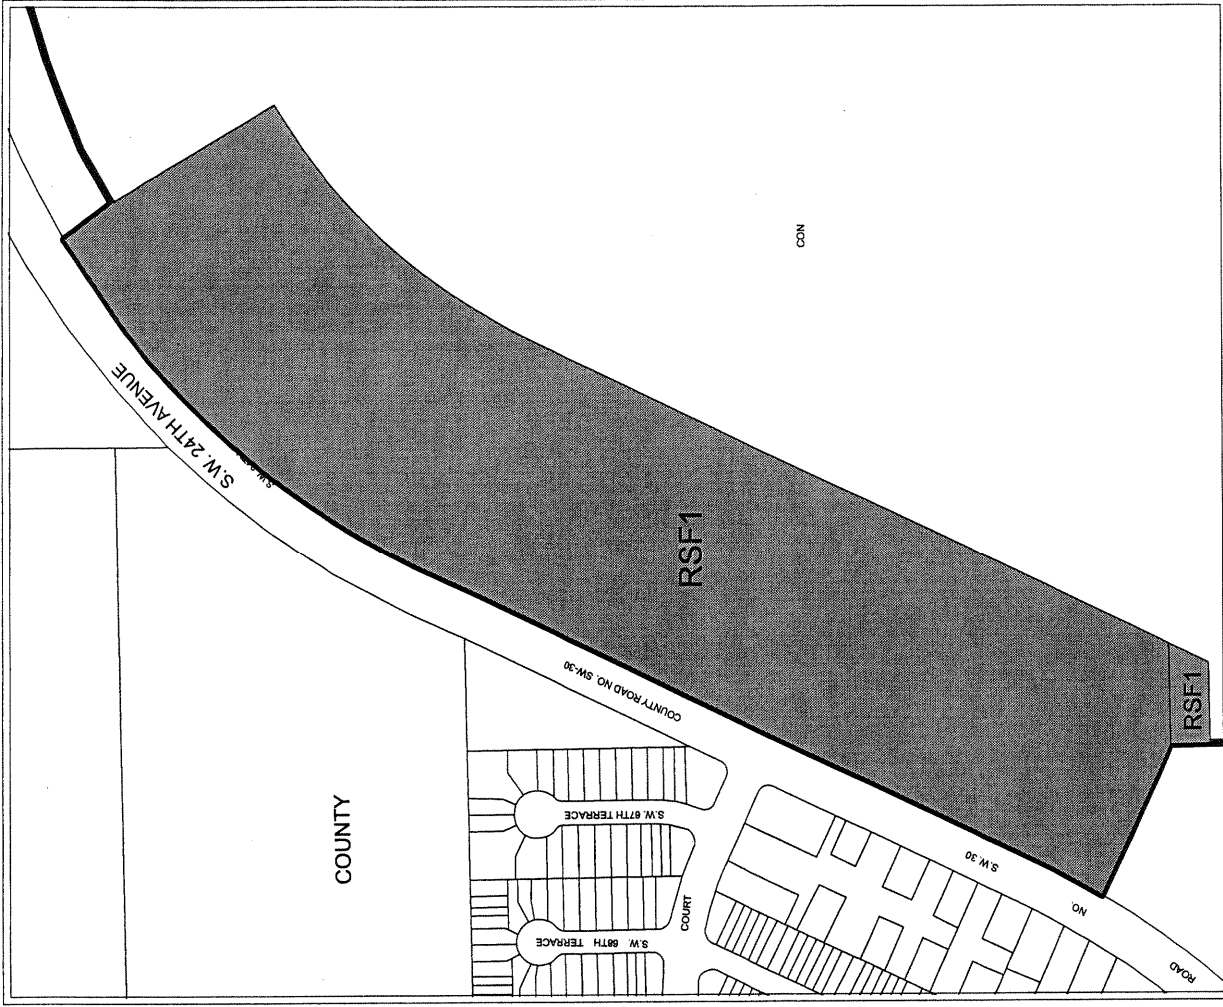 CON
S.W. 24TH AVENUE
RSF1
COUNTY ROAD NO. SW-30
RSF1
COUNTY
S.W. 67TH TERRACE
S.W. 30
NO.
COURT
S.W. 68TH TERRACE
ROAD